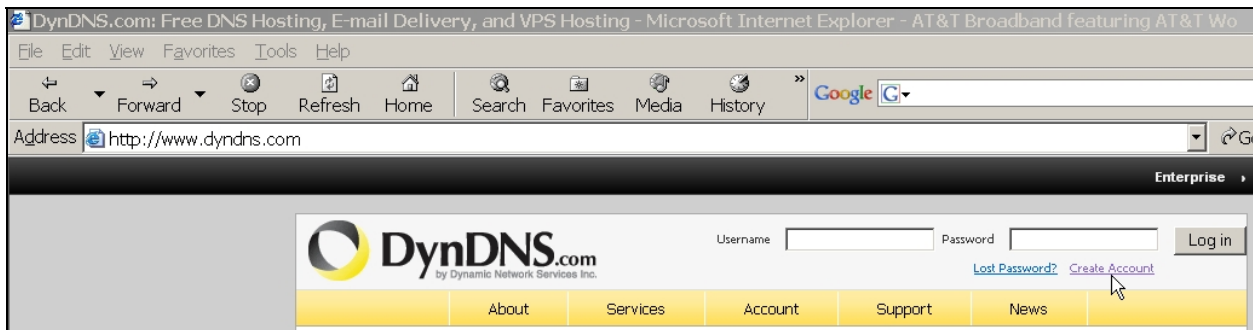 DynDNS.com: Free DNS Hosting, E-mail Delivery, and VPS Hosting - Microsoft Internet Explorer - AT&T Broadband featuring AT&T Wo
File Edit View Favorites Tools Help
Back Forward Stop Refresh Home Search Favorites Media History » Google G
Address http://www.dyndns.com Go
Enterprise
DynDNS.com Username Password Log in
by Dynamic Network Services Inc.
Lost Password? Create Account
About Services Account Support News